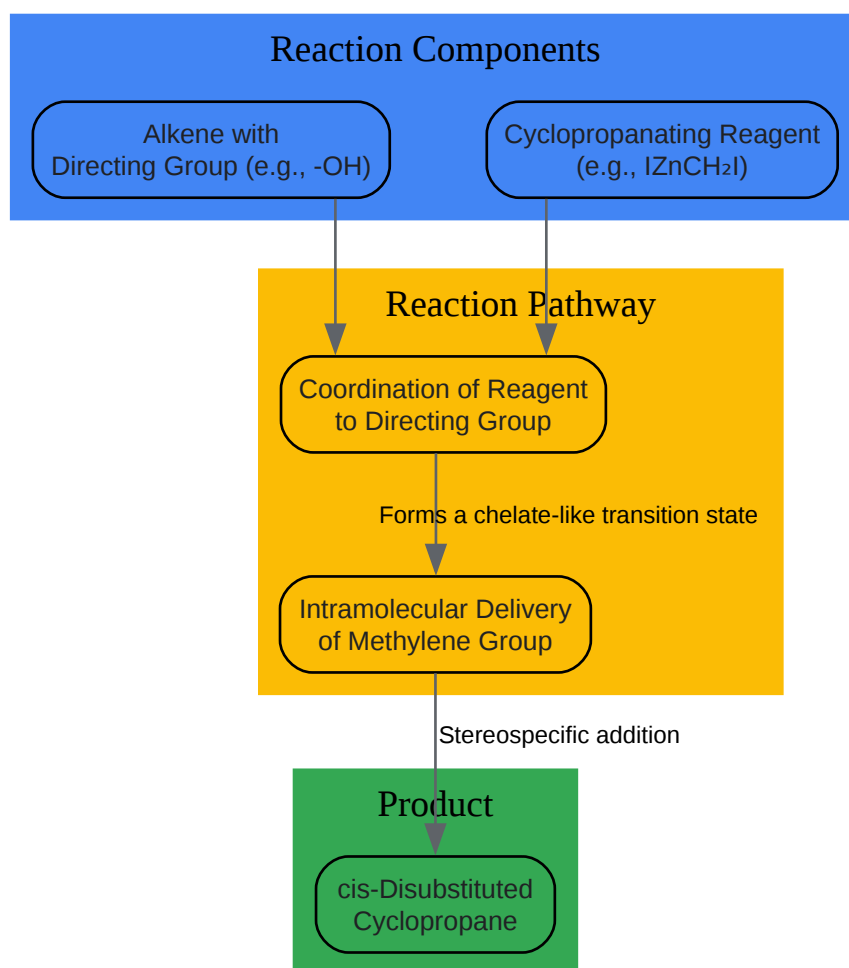 Reaction Components
Alkene with
Directing Group (e.g., -OH)
Cyclopropanating Reagent
(e.g., IZnCH₂I)
Reaction Pathway
Coordination of Reagent
to Directing Group
Forms a chelate-like transition state
Intramolecular Delivery
of Methylene Group
Stereospecific addition
Product
cis-Disubstituted
Cyclopropane